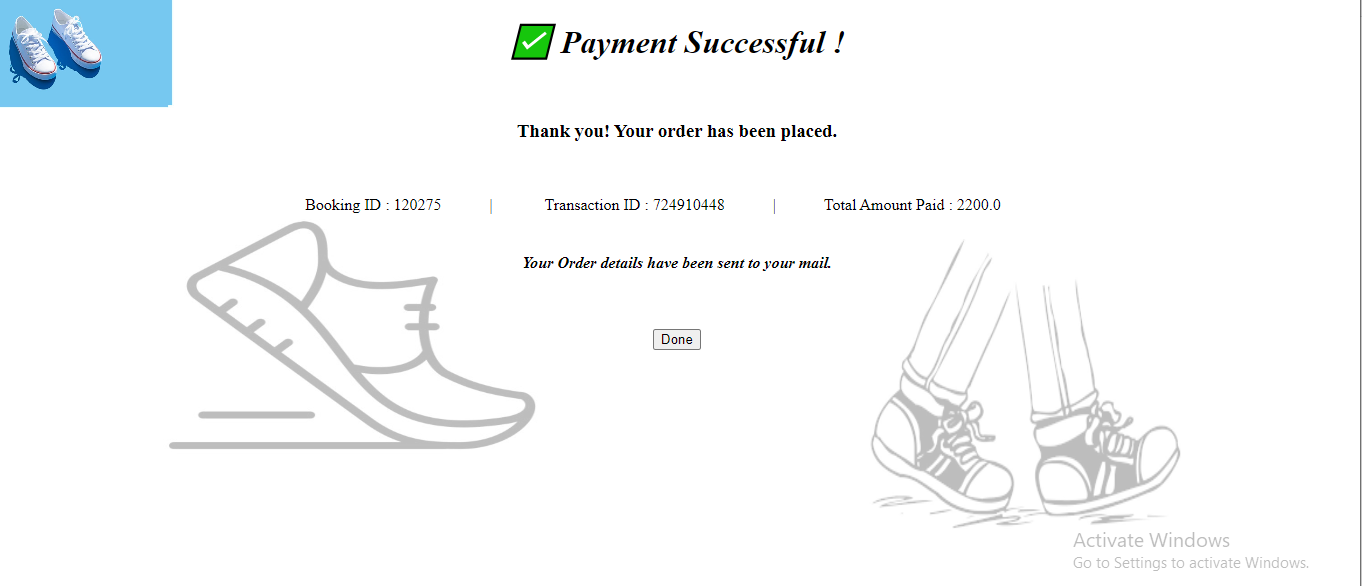 Payment Successful !
Thank you! Your order has been placed.
Booking ID : 120275 | Transaction ID : 724910448 | Total Amount Paid : 2200.0
Your Order details have been sent to your mail.
Done
Activate Windows
Go to Settings to activate Windows.